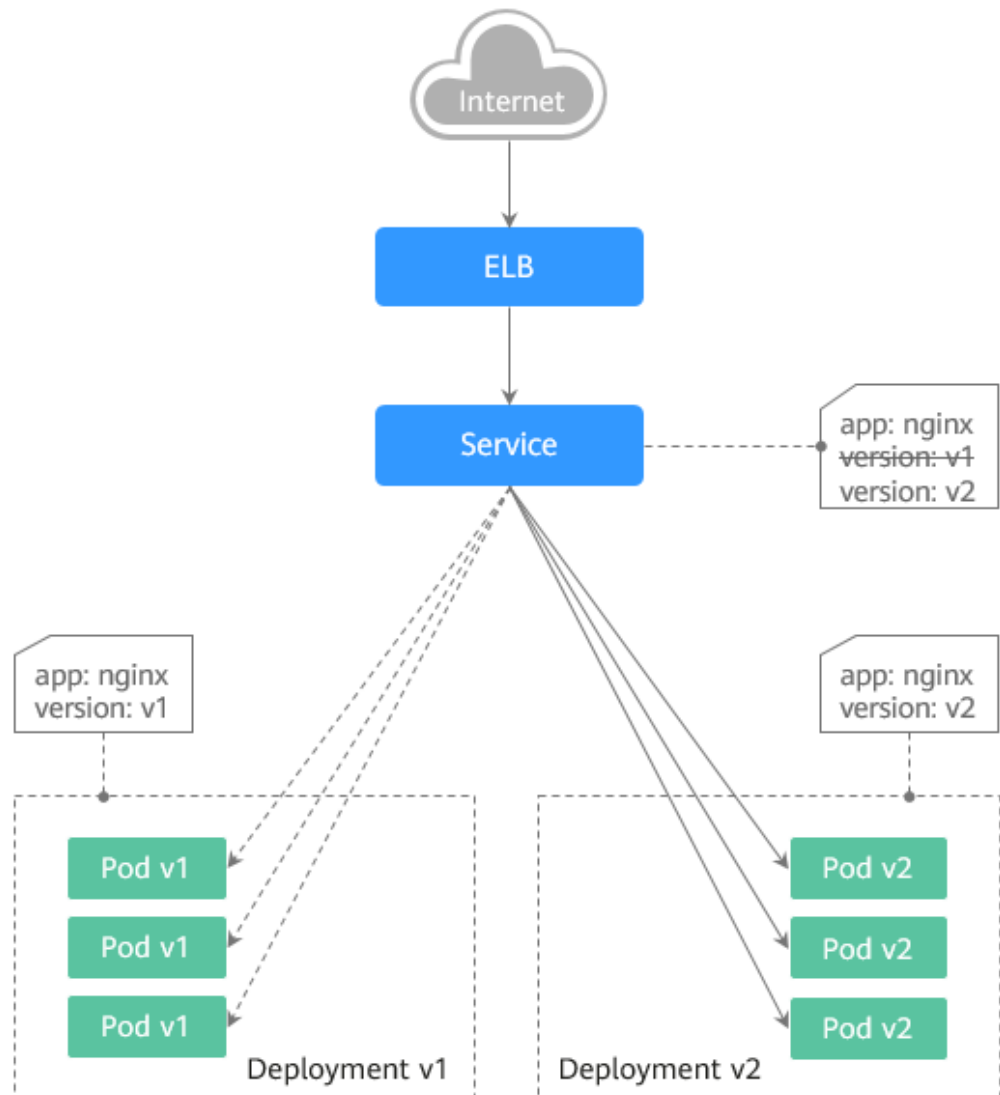 Internet
ELB
Service
app: nginx
version: v1
version: v2
app: nginx
version: v1
app: nginx
version: v2
Pod v1
Pod v1
Pod v1
Deployment v1
Pod v2
Pod v2
Pod v2
Deployment v2